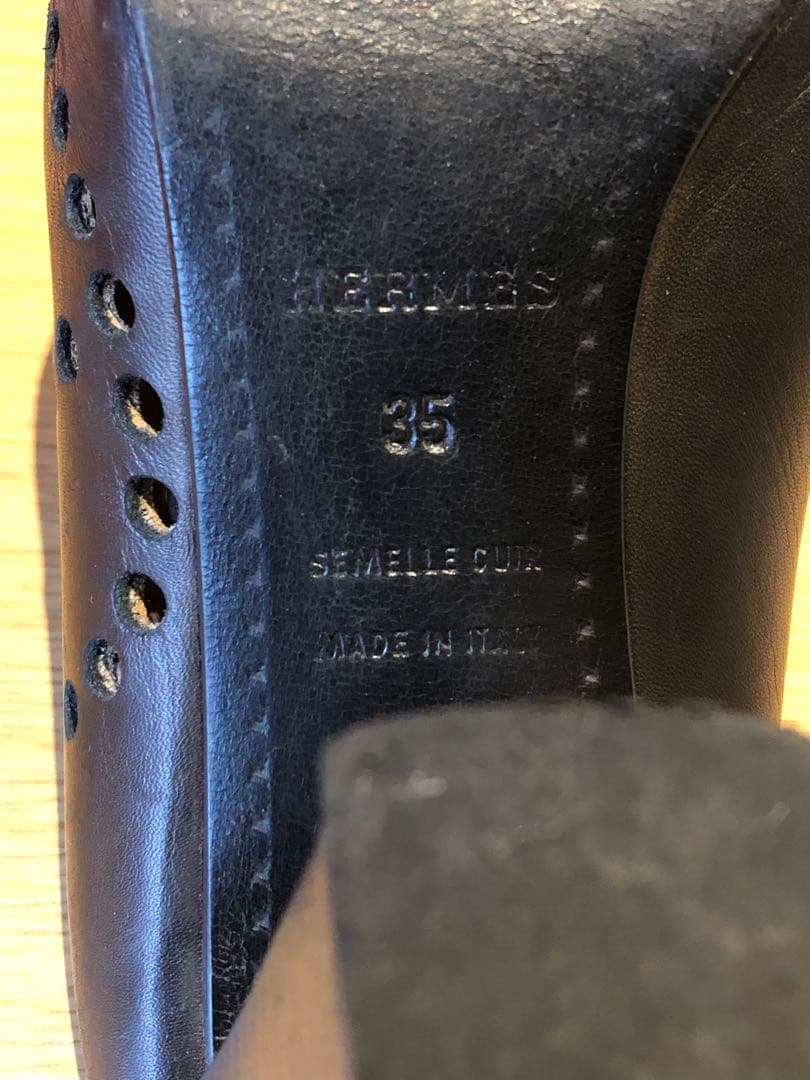 HERMES
35
SEMELLE CUIR
MADE IN ITALY